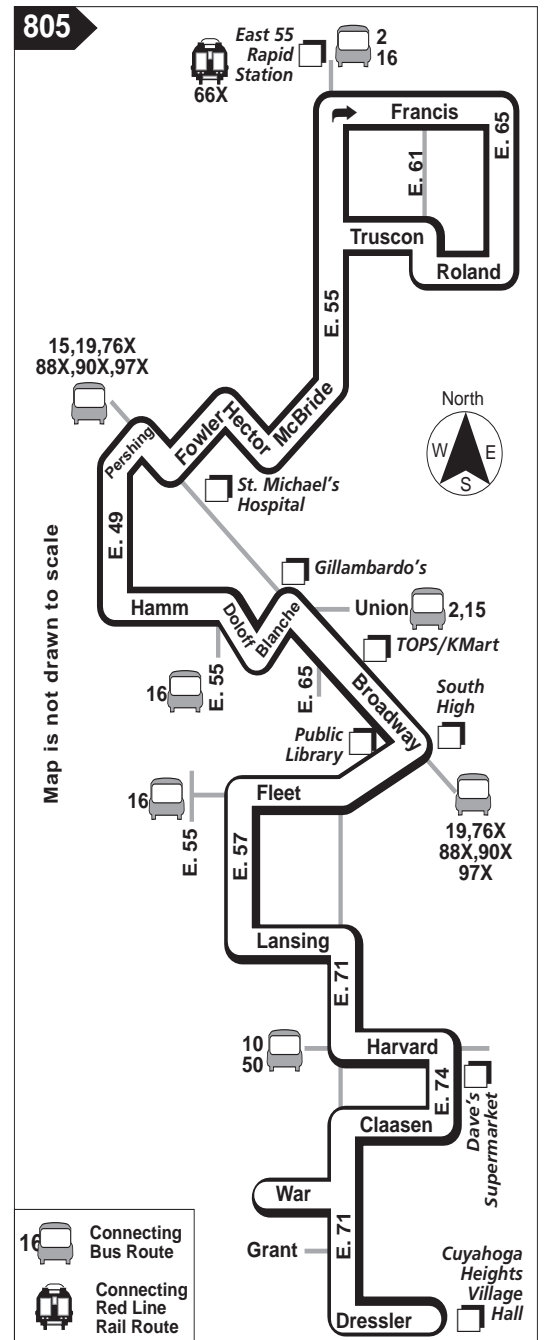 805
East 55
Rapid
Station
2
16
66X
Francis
E. 65
E. 61
Truscon
Roland
E. 55
15,19,76X
88X,90X,97X
McBride
Hector
Fowler
Pershing
North
W E
S
St. Michael's
Hospital
E. 49
Map is not drawn to scale
Gillambardo's
Hamm
Doloff
Blanche
Union
2,15
TOPS/KMart
16
E. 55
E. 65
Broadway
South
High
Public
Library
16
E. 55
Fleet
19,76X
88X,90X
97X
E. 57
Lansing
E. 71
10
50
Harvard
E. 74
Dave's
Supermarket
Claasen
War
Grant
E. 71
Cuyahoga
Heights
Village
Hall
Dressler
16
Connecting
Bus Route
Connecting
Red Line
Rail Route